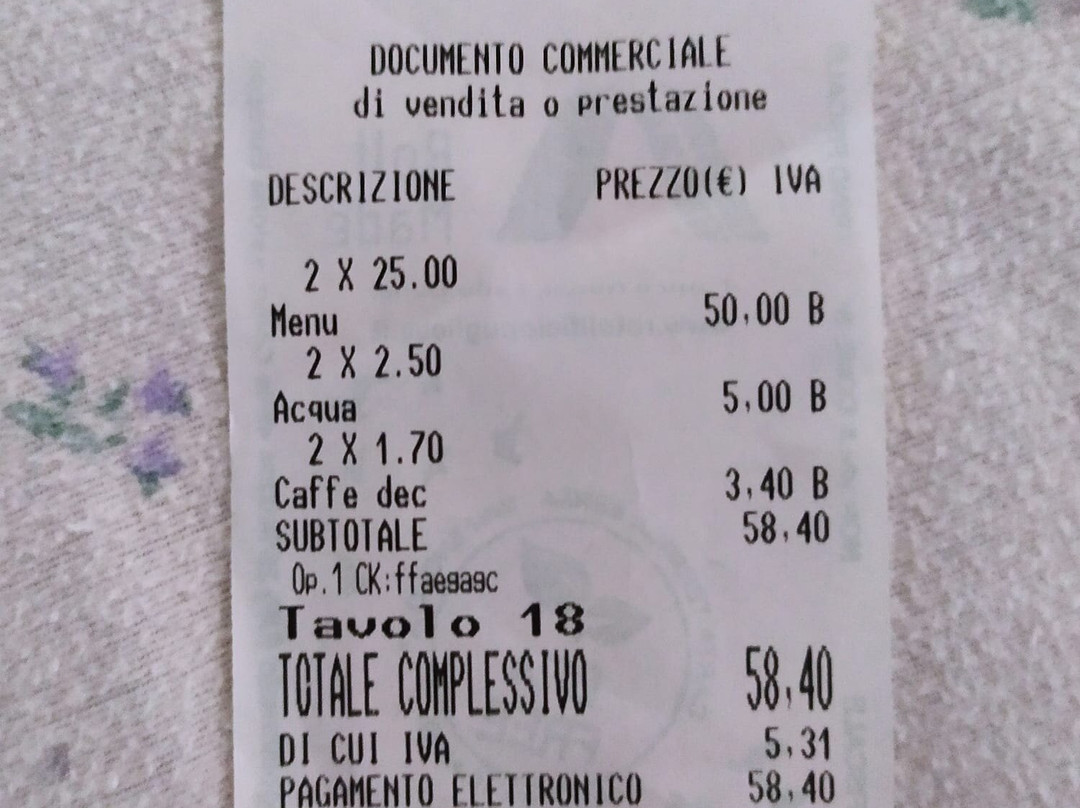 DOCUMENTO COMMERCIALE
di vendita o prestazione
DESCRIZIONE PREZZO(€) IVA
2 X 25.00
Menu 50,00 B
2 X 2.50
Acqua 5,00 B
2 X 1.70
Caffe dec 3,40 B
SUBTOTALE 58,40
Op.1 CK:ffaegagc
Tavolo 18
TOTALE COMPLESSIVO 58,40
DI CUI IVA 5,31
PAGAMENTO ELETTRONICO 58,40